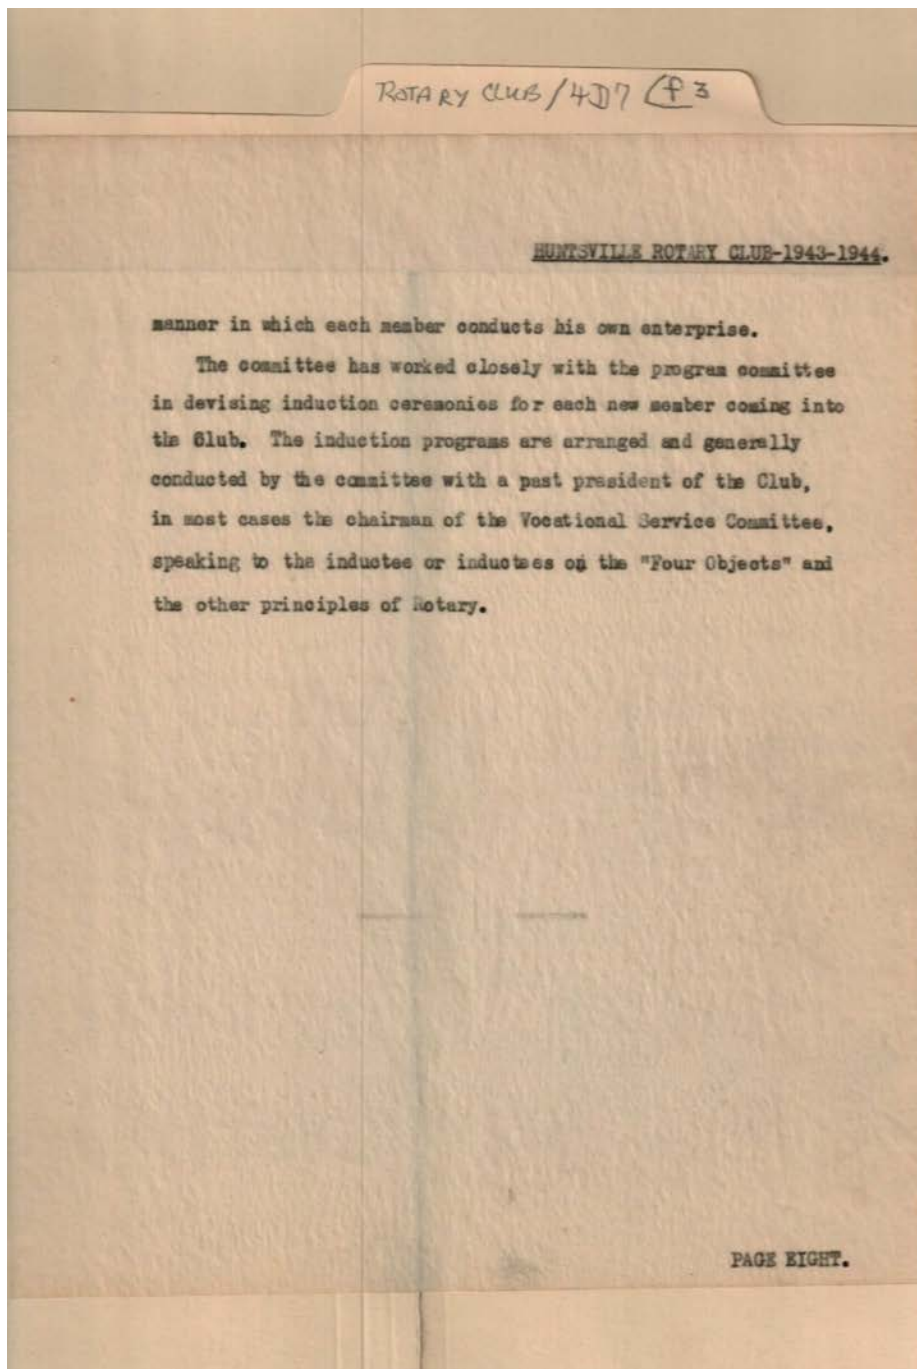 ROTARY CLUB/4D7 (f3
HUNTSVILLE ROTARY CLUB-1943-1944.
manner in which each member conducts his own enterprise.
The committee has worked closely with the program committee
in devising induction ceremonies for each new member coming into
the Club. The induction programs are arranged and generally
conducted by the committee with a past president of the Club,
in most cases the chairman of the Vocational Service Committee,
speaking to the inductee or inductees on the "Four Objects" and
the other principles of Rotary.
PAGE EIGHT.